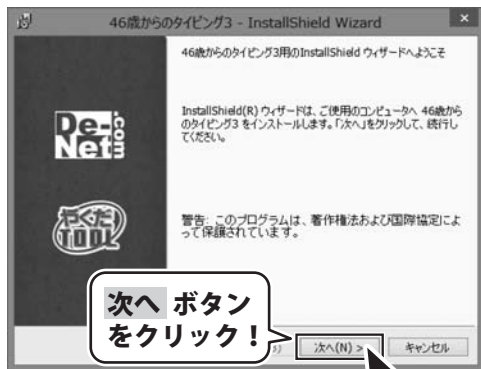 46歳からのタイピング3 - InstallShield Wizard
×
46歳からのタイピング3用のInstallShield ウィザードへようこそ
InstallShield(R) ウィザードは、ご使用のコンピュータへ 46歳から
のタイピング3 をインストールします。「次へ」をクリックして、続行し
てください。
De-
Net
.com
やくだ
TOOL
警告: このプログラムは、著作権法および国際協定によ
って保護されています。
次へ ボタン
をクリック!
次へ(N) >
キャンセル